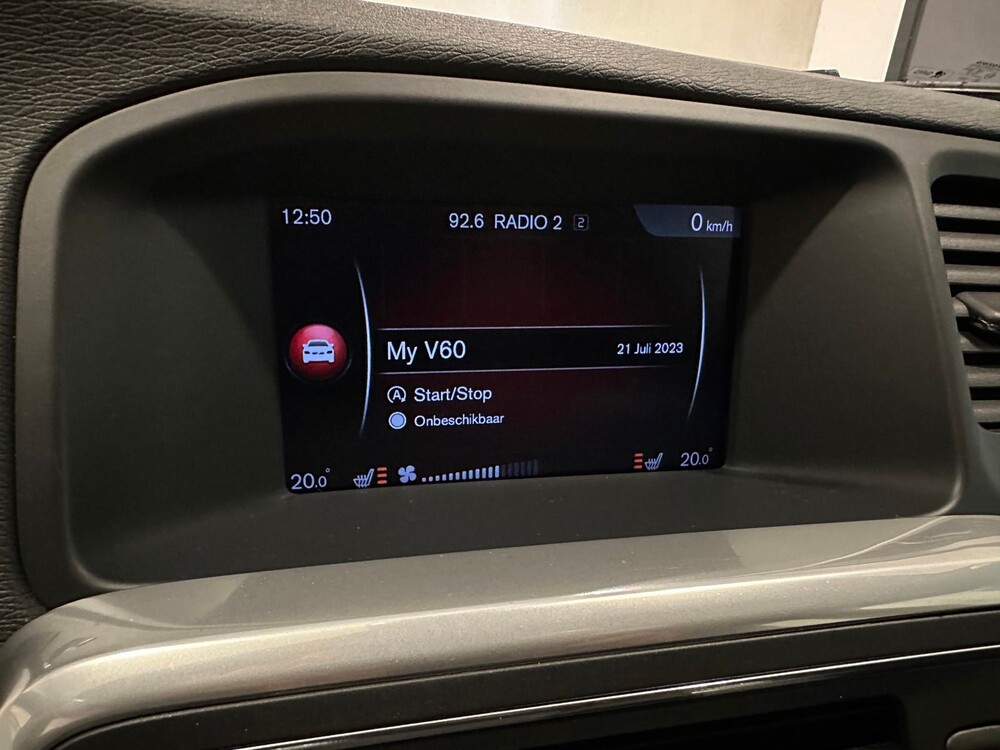 12:50
92.6 RADIO 2 2
0 km/h
My V60
21 Juli 2023
A Start/Stop
Onbeschikbaar
20.0°
20.0°